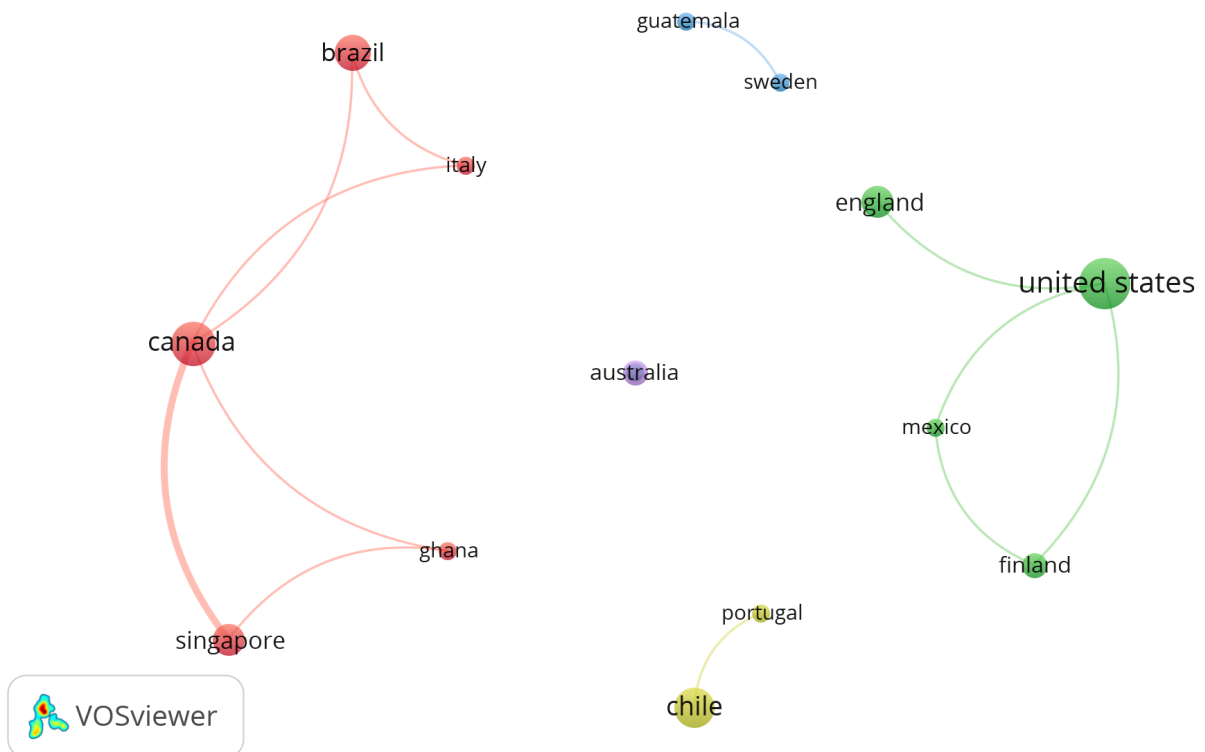 guatemala
brazil
sweden
italy
england
united states
canada
australia
mexico
ghana
finland
portugal
singapore
chile
VOSviewer